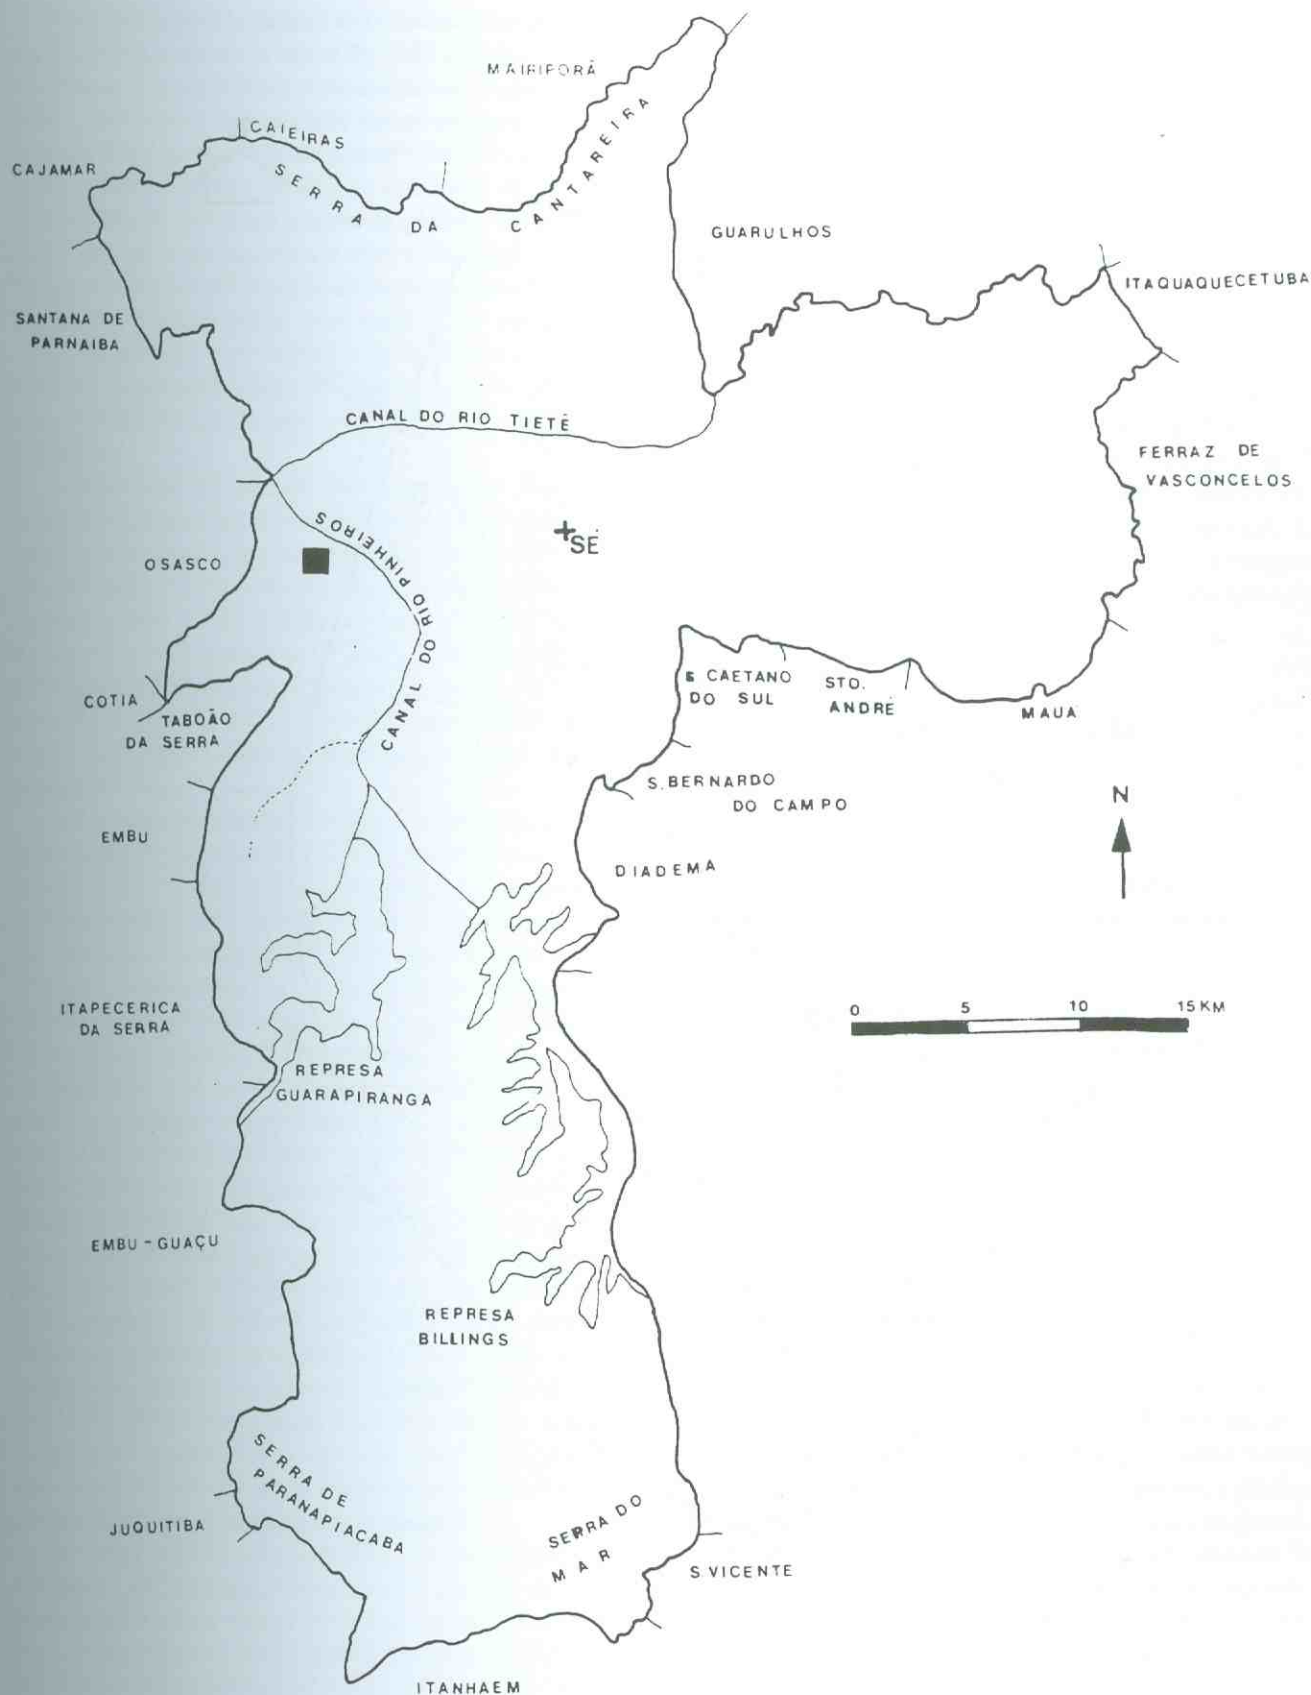 MAIRIPORÃ
CAIEIRAS
CAJAMAR
SERRA DA CANTAREIRA
GUARULHOS
ITAQUAQUECETUBA
SANTANA DE
PARNAIBA
CANAL DO RIO TIETÊ
FERRAZ DE
VASCONCELOS
CANAL DO RIO PINHEIROS
SÉ
OSASCO
S CAETANO
DO SUL
STO.
ANDRÉ
MAUA
COTIA
TABOÃO
DA SERRA
S. BERNARDO
DO CAMPO
N
EMBU
DIADEMA
ITAPECERICA
DA SERRA
0 5 10 15 KM
REPRESA
GUARAPIRANGA
EMBU-GUAÇU
REPRESA
BILLINGS
SERRA DE
PARANAPIACABA
SERRA DO
MAR
JUQUITIBA
S. VICENTE
ITANHAEM